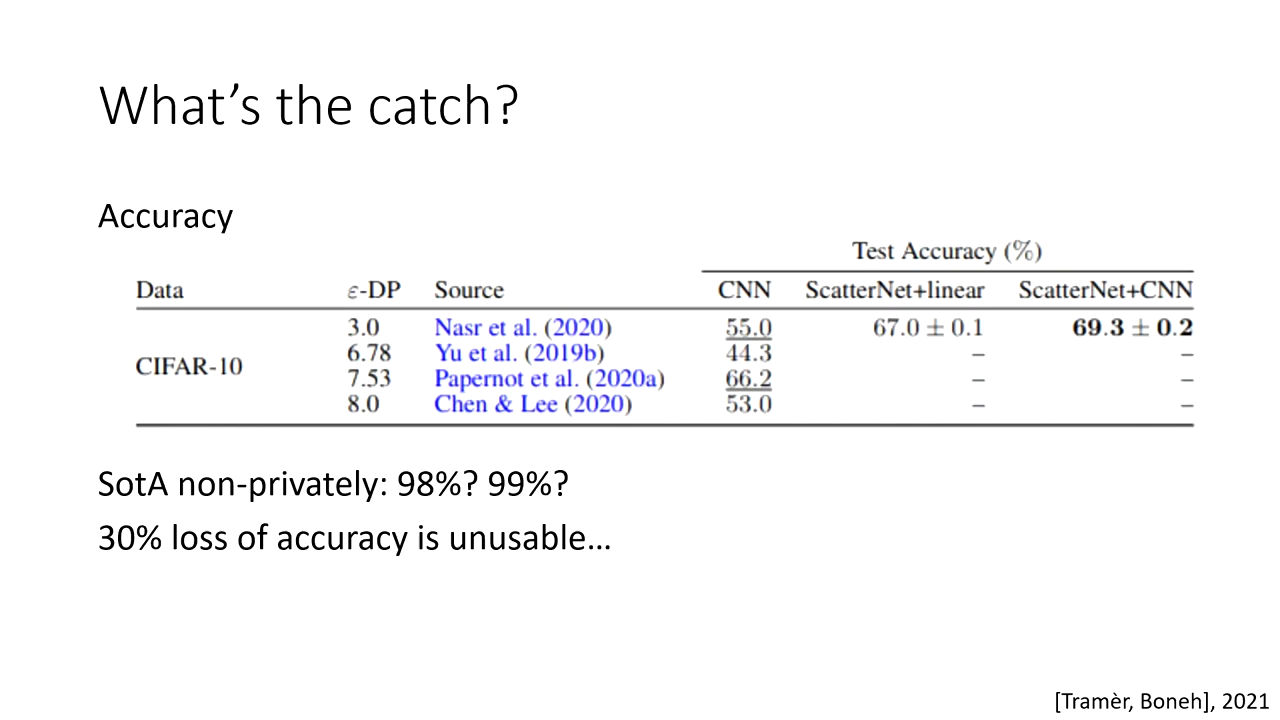 What’s the catch?
Accuracy
Test Accuracy (%)
Data ε-DP Source CNN ScatterNet+linear ScatterNet+CNN
3.0 Nasr et al. (2020) 55.0 67.0 ± 0.1 69.3 ± 0.2
6.78 Yu et al. (2019b) 44.3 – –
CIFAR-10
7.53 Papernot et al. (2020a) 66.2 – –
8.0 Chen & Lee (2020) 53.0 – –
SotA non-privately: 98%? 99%?
30% loss of accuracy is unusable…
[Tramèr, Boneh], 2021